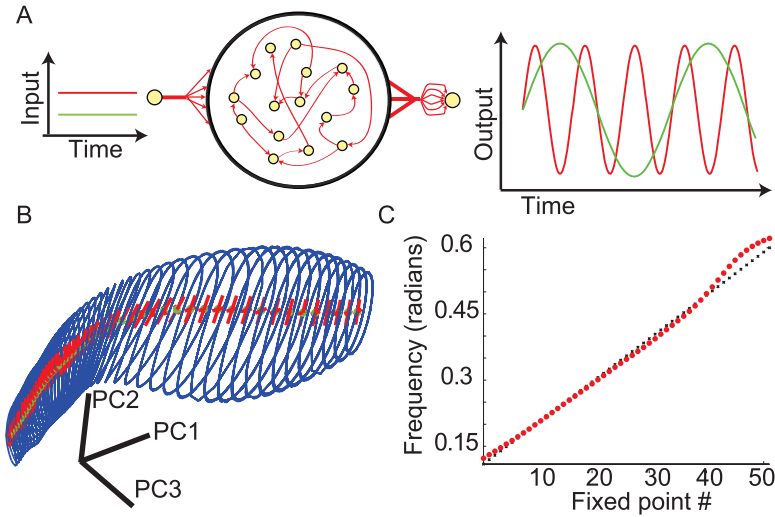 A
Input
Time
Output
Time
B
PC2
PC1
PC3
C
Frequency (radians)
0.6
0.45
0.3
0.15
10 20 30 40 50
Fixed point #